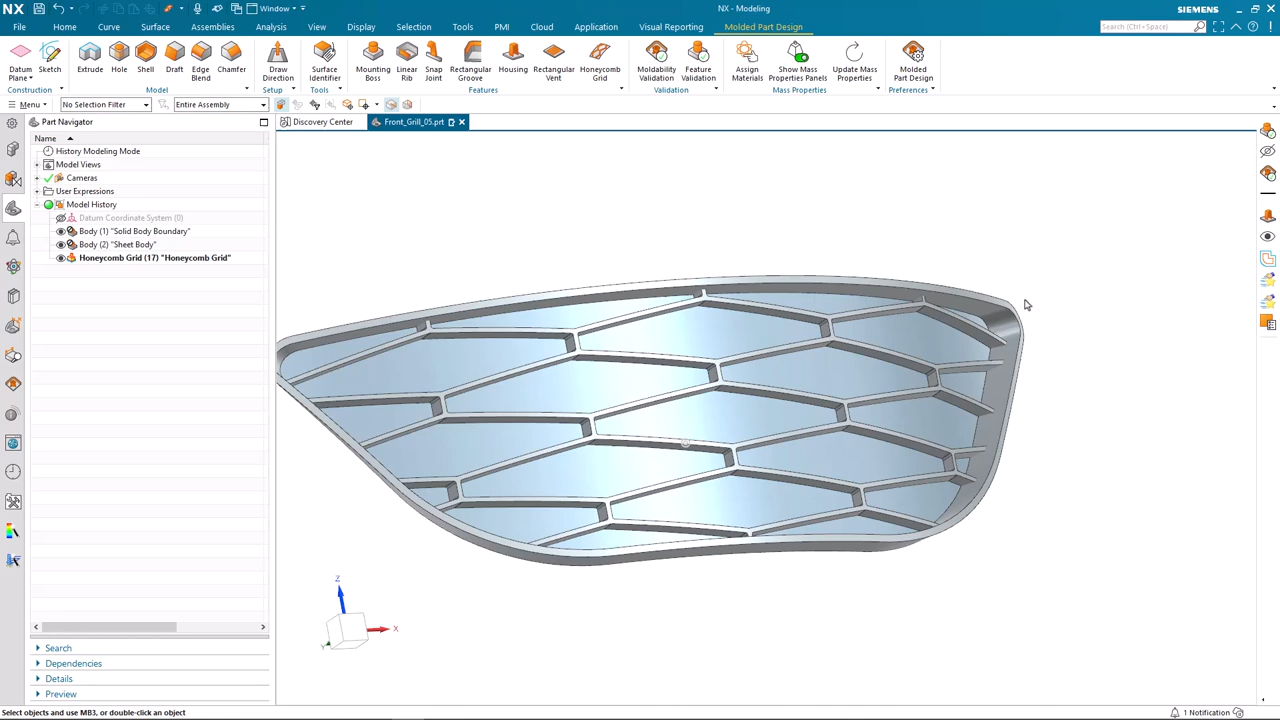 NX Window NX - Modeling SIEMENS
File Home Curve Surface Assemblies Analysis View Display Selection Tools PMI Cloud Application Visual Reporting Molded Part Design Search (Ctrl+Space)
Datum Plane Sketch Extrude Hole Shell Draft Edge Blend Chamfer Draw Direction Surface Identifier Mounting Boss Linear Rib Snap Joint Rectangular Groove Housing Rectangular Vent Honeycomb Grid Moldability Validation Feature Validation Assign Materials Show Mass Properties Panels Update Mass Properties Molded Part Design
Construction Model Setup Tools Features Validation Mass Properties Preferences
Menu No Selection Filter Entire Assembly
Part Navigator Discovery Center Front_Grill_05.prt
Name
History Modeling Mode
Model Views
Cameras
User Expressions
Model History
Datum Coordinate System (0)
Body (1) "Solid Body Boundary"
Body (2) "Sheet Body"
Honeycomb Grid (17) "Honeycomb Grid"
Z
X
Y
Search
Dependencies
Details
Preview
Select objects and use MB3, or double-click an object 1 Notification